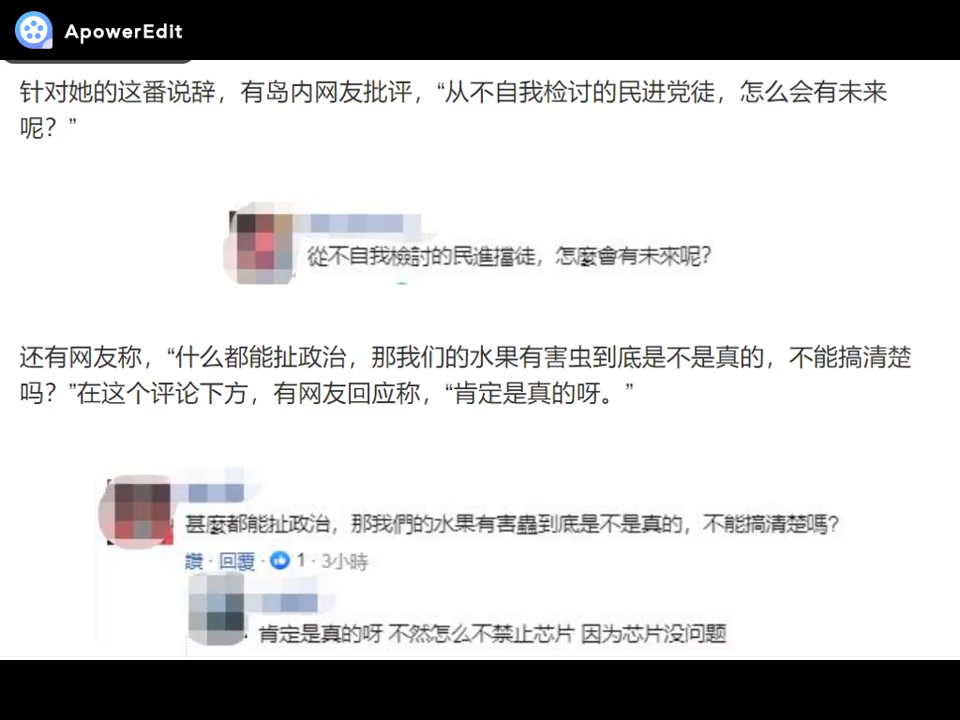 ApowerEdit
针对她的这番说辞，有岛内网友批评，“从不自我检讨的民进党徒，怎么会有未来
呢？”
從不自我檢討的民進擋徒，怎麼會有未來呢？
还有网友称，“什么都能扯政治，那我们的水果有害虫到底是不是真的，不能搞清楚
吗？”在这个评论下方，有网友回应称，“肯定是真的呀。”
甚麼都能扯政治，那我們的水果有害蟲到底是不是真的，不能搞清楚嗎？
讚 · 回覆 · 1 · 3小時
肯定是真的呀 不然怎么不禁止芯片 因为芯片没问题